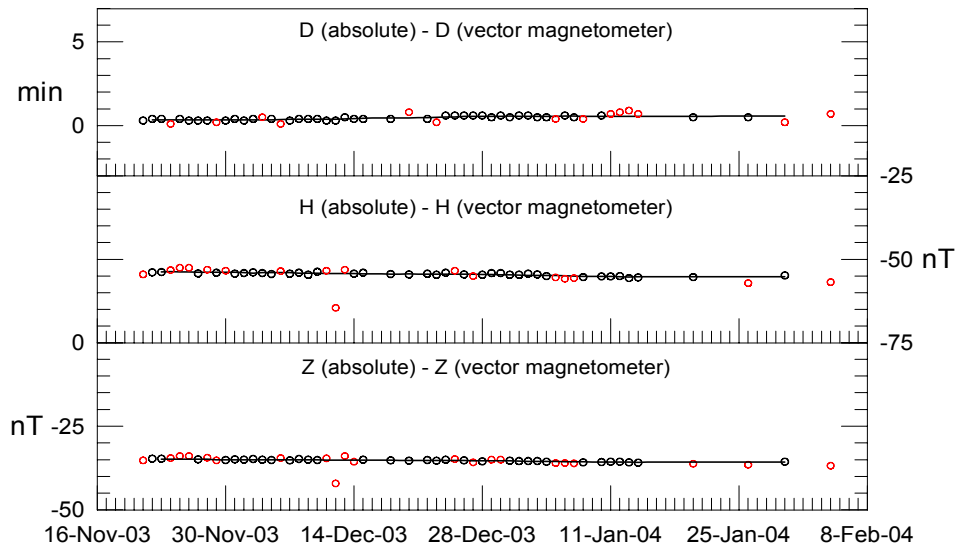 D (absolute) - D (vector magnetometer)
5
min
0
-25
H (absolute) - H (vector magnetometer)
-50 nT
0
-75
Z (absolute) - Z (vector magnetometer)
nT -25
-50
16-Nov-03 30-Nov-03 14-Dec-03 28-Dec-03 11-Jan-04 25-Jan-04 8-Feb-04